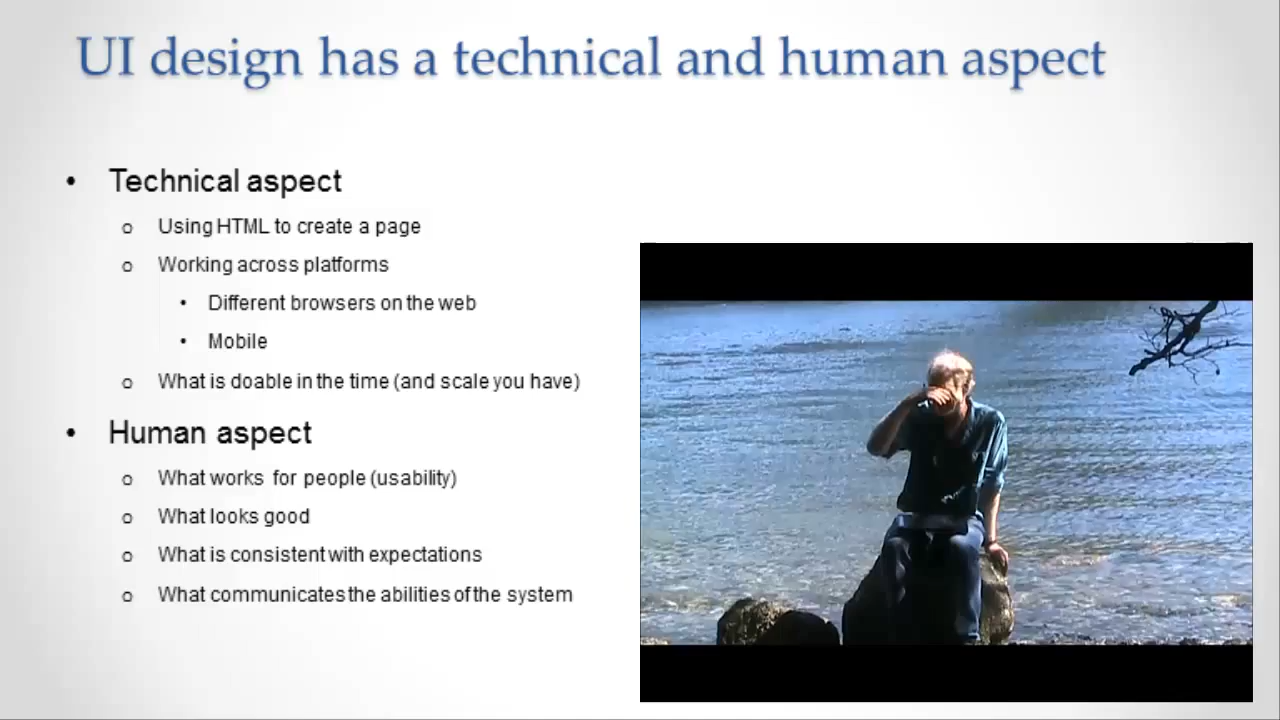 UI design has a technical and human aspect
• Technical aspect
o Using HTML to create a page
o Working across platforms
• Different browsers on the web
• Mobile
o What is doable in the time (and scale you have)
• Human aspect
o What works for people (usability)
o What looks good
o What is consistent with expectations
o What communicates the abilities of the system